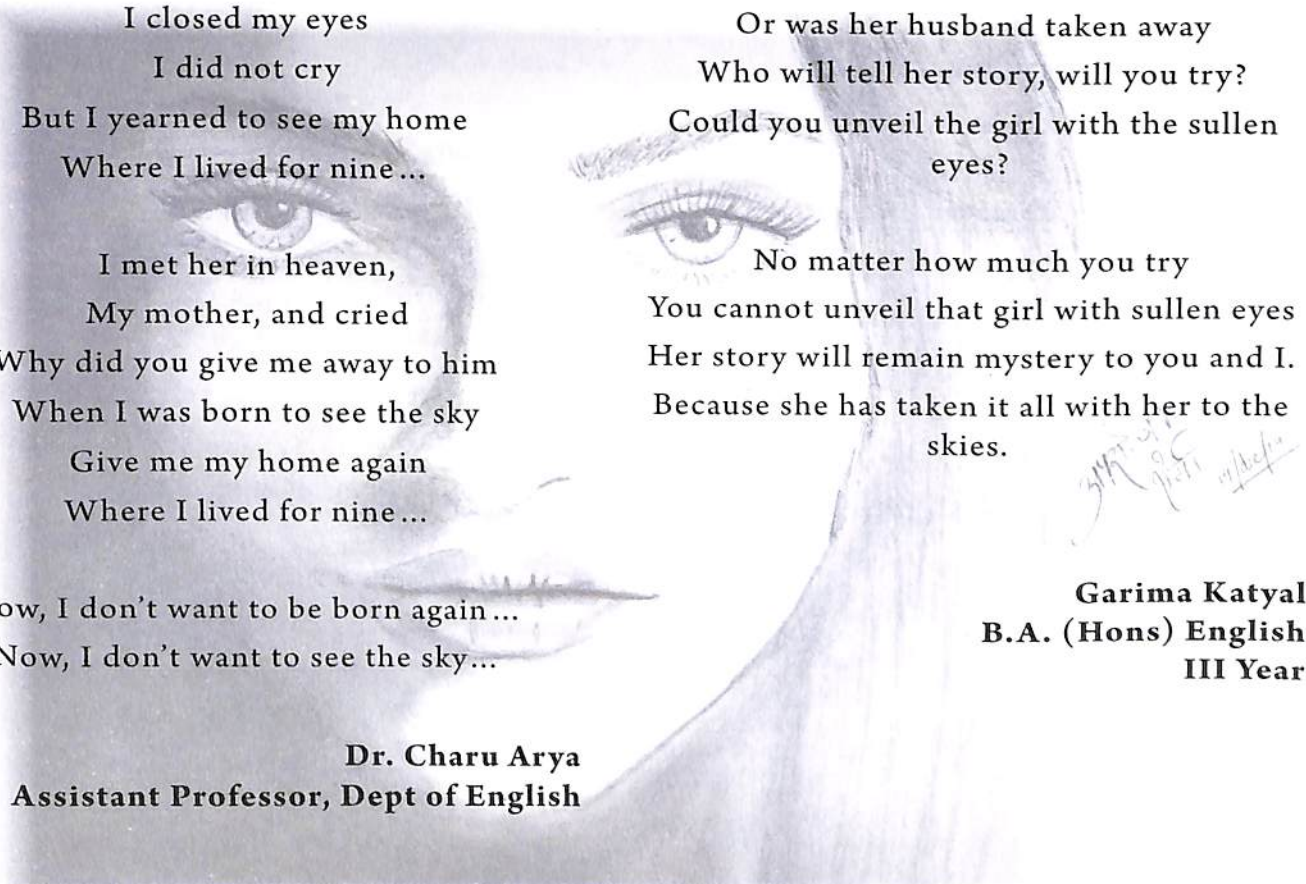 I closed my eyes
I did not cry
But I yearned to see my home
Where I lived for nine...
I met her in heaven,
My mother, and cried
Why did you give me away to him
When I was born to see the sky
Give me my home again
Where I lived for nine...
ow, I don't want to be born again...
Now, I don't want to see the sky...
Dr. Charu Arya
Assistant Professor, Dept of English
Or was her husband taken away
Who will tell her story, will you try?
Could you unveil the girl with the sullen
eyes?
No matter how much you try
You cannot unveil that girl with sullen eyes
Her story will remain mystery to you and I.
Because she has taken it all with her to the
skies.
Garima Katyal
B.A. (Hons) English
III Year